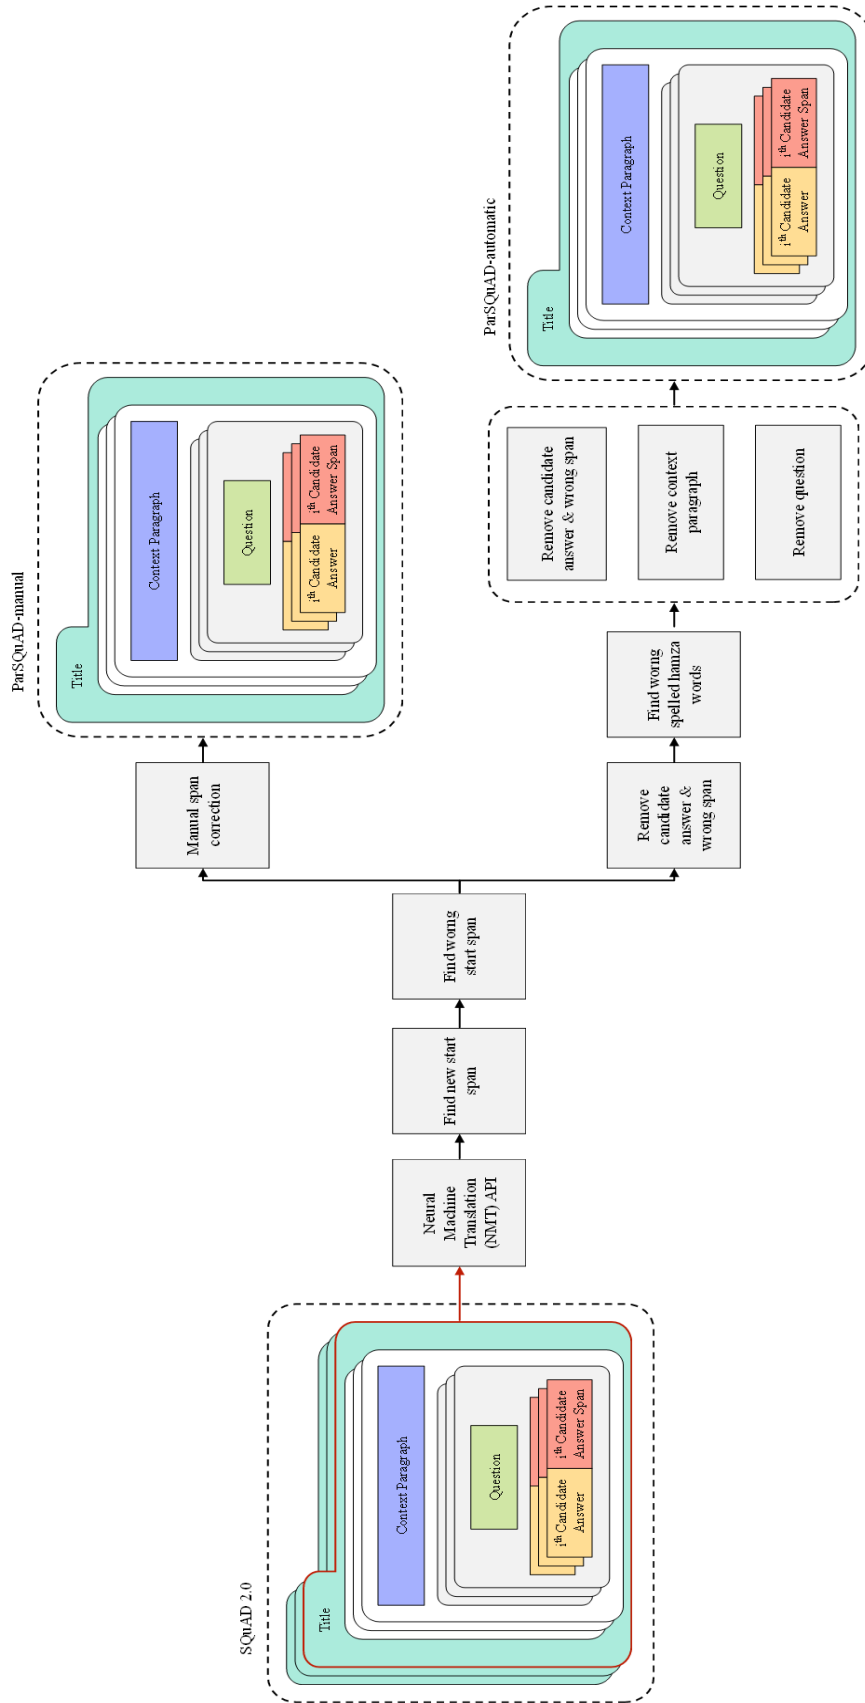 SQuAD 2.0
Title
Context Paragraph
Question
ith Candidate
Answer
ith Candidate
Answer Span
Neural
Machine
Translation
(NMT) API
Find new start
span
Find worng
start span
Manual span
correction
ParSQuAD-manual
Title
Context Paragraph
Question
ith Candidate
Answer
ith Candidate
Answer Span
Remove
candidate
answer &
wrong span
Find worng
spelled hamza
words
Remove candidate
answer & wrong span
Remove context
paragraph
Remove question
ParSQuAD-automatic
Title
Context Paragraph
Question
ith Candidate
Answer
ith Candidate
Answer Span